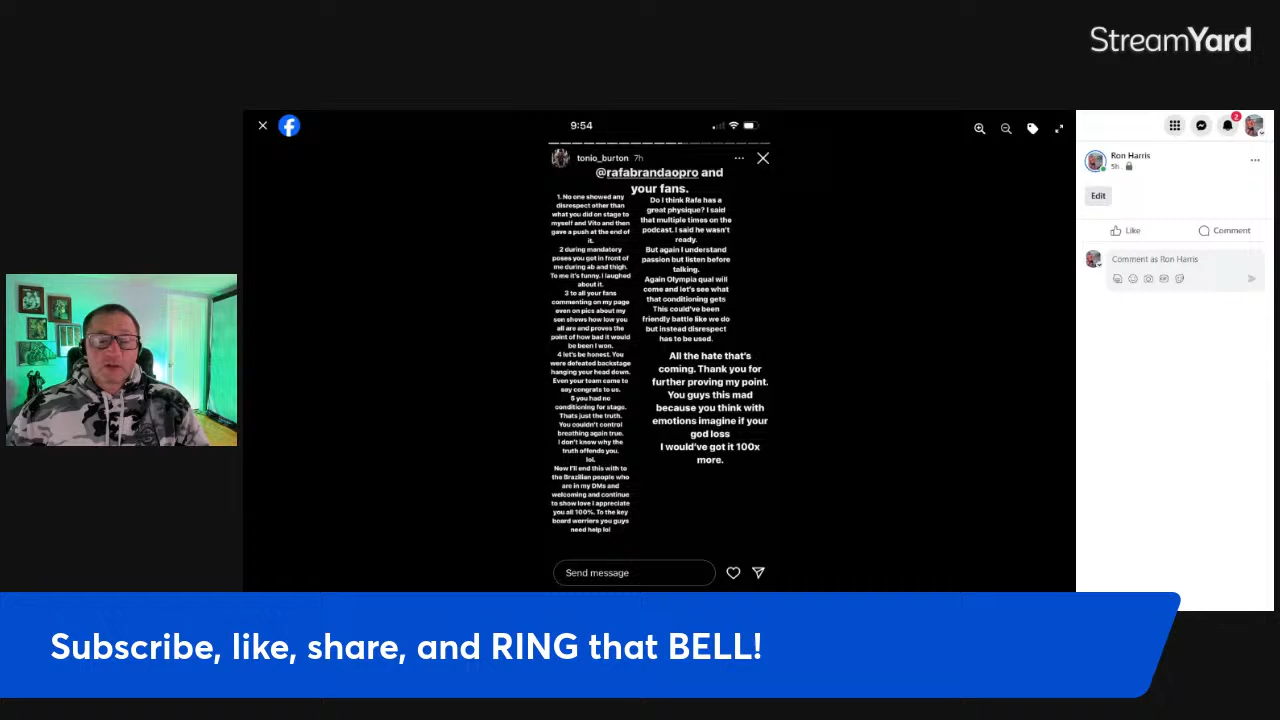 StreamYard
9:54
tonio_burton 7h
@rafabrandaopro and
your fans.
1. No one showed any
disrespect other than
what you did on stage to
myself and Vito and then
gave a push at the end of
it.
2 during mandatory
poses you got in front of
me during ab and thigh.
To me it's funny. I laughed
about it.
3 to all your fans
commenting on my page
even on pics about my
son shows how low you
all are and proves the
point of how bad it would
be been I won.
4 let's be honest. You
were defeated backstage
hanging your head down.
Even your team came to
say congrats to us.
5 you had no
conditioning for stage.
Thats just the truth.
You couldn't control
breathing again true.
I don't know why the
truth offends you.
lol.
Now I'll end this with to
the Brazilian people who
are in my DMs and
welcoming and continue
to show love I appreciate
you all 100%. To the key
board warriors you guys
need help lol
Do I think Rafe has a
great physique? I said
that multiple times on the
podcast. I said he wasn't
ready.
But again I understand
passion but listen before
talking.
Again Olympia qual will
come and let's see what
that conditioning gets
This could've been
friendly battle like we do
but instead disrespect
has to be used.
All the hate that's
coming. Thank you for
further proving my point.
You guys this mad
because you think with
emotions imagine if your
god loss
I would've got it 100x
more.
Send message
2
Ron Harris
5h
Edit
Like
Comment
Comment as Ron Harris
Subscribe, like, share, and RING that BELL!